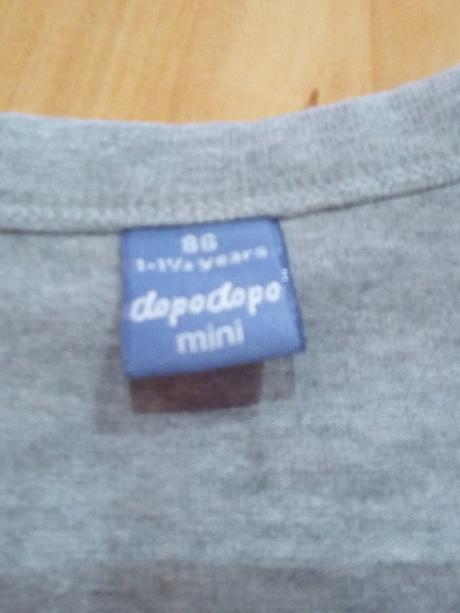 86
1-1½ years
dopodopo
mini